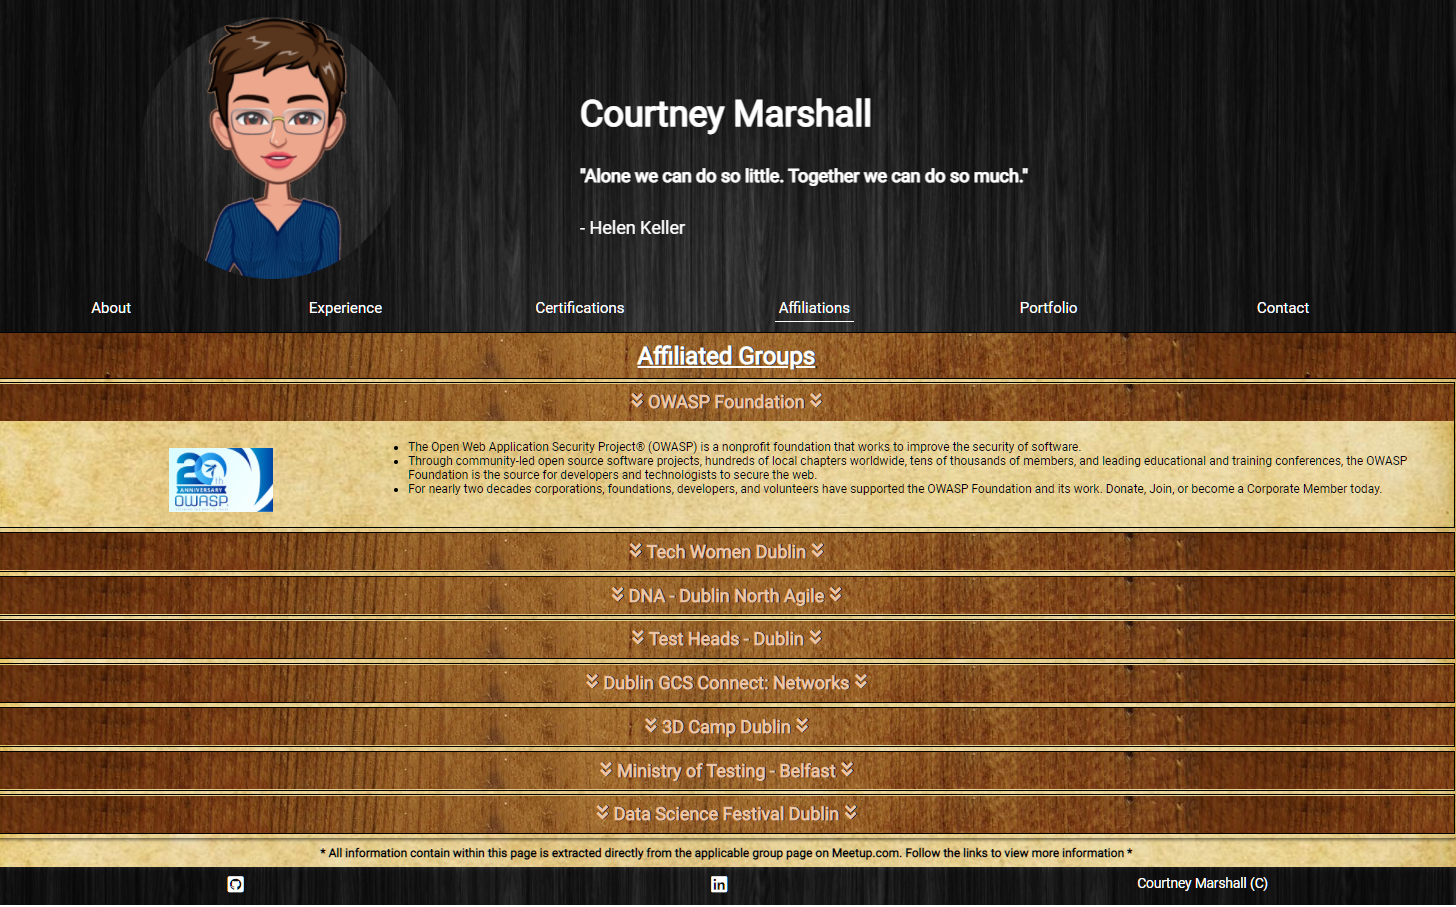 Courtney Marshall
"Alone we can do so little. Together we can do so much."
- Helen Keller
About Experience Certifications Affiliations Portfolio Contact
Affiliated Groups
OWASP Foundation
20th
ANNIVERSARY
OWASP
The Open Web Application Security Project® (OWASP) is a nonprofit foundation that works to improve the security of software.
Through community-led open source software projects, hundreds of local chapters worldwide, tens of thousands of members, and leading educational and training conferences, the OWASP
Foundation is the source for developers and technologists to secure the web.
For nearly two decades corporations, foundations, developers, and volunteers have supported the OWASP Foundation and its work. Donate, Join, or become a Corporate Member today.
Tech Women Dublin
DNA - Dublin North Agile
Test Heads - Dublin
Dublin GCS Connect: Networks
3D Camp Dublin
Ministry of Testing - Belfast
Data Science Festival Dublin
* All information contain within this page is extracted directly from the applicable group page on Meetup.com. Follow the links to view more information *
in
Courtney Marshall (C)